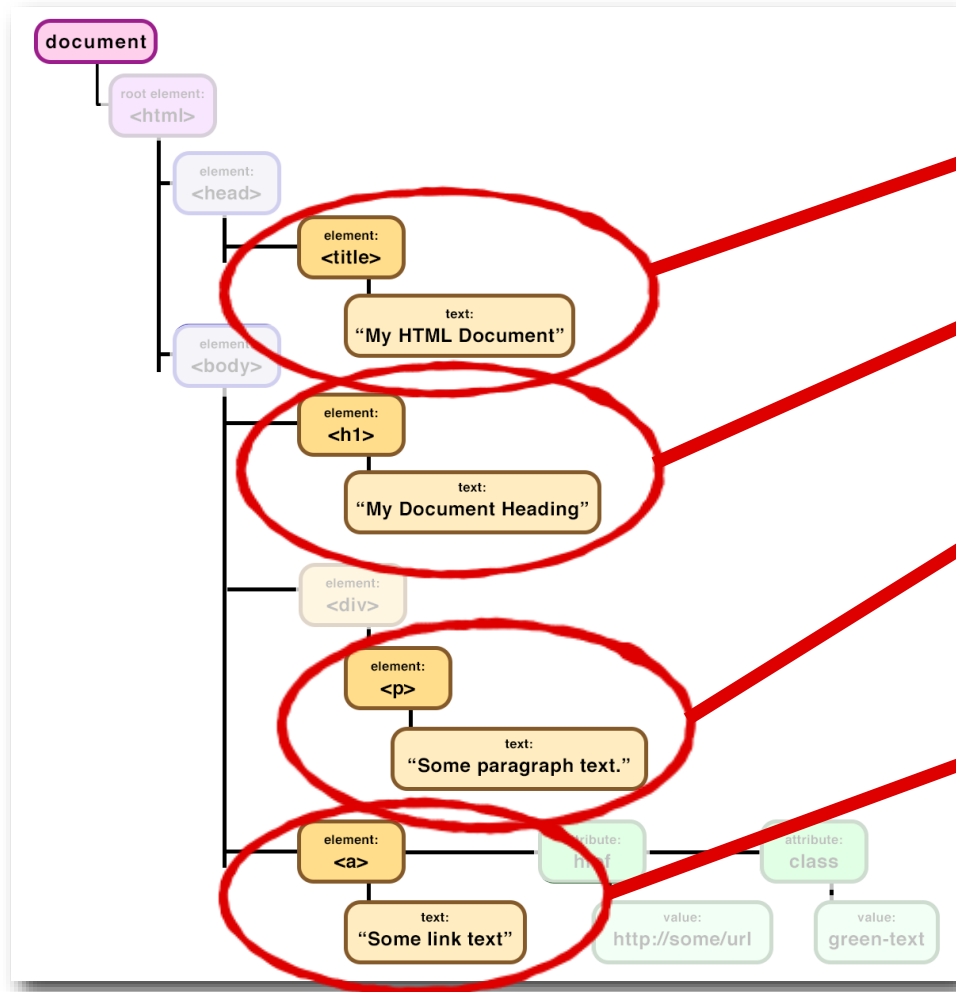 document
root element:
<html>
element:
<head>
element:
<title>
text:
“My HTML Document”
element:
<body>
element:
<h1>
text:
“My Document Heading”
element:
<div>
element:
<p>
text:
“Some paragraph text.”
element:
<a>
attribute:
href
attribute:
class
text:
“Some link text”
value:
http://some/url
value:
green-text